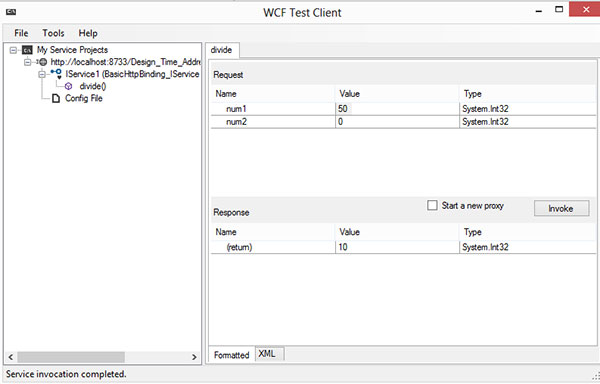 WCF Test Client
File Tools Help
My Service Projects
http://localhost:8733/Design_Time_Addre
IService1 (BasicHttpBinding_IService
divide()
Config File
divide
Request
Name Value Type
num1 50 System.Int32
num2 0 System.Int32
Response
Start a new proxy
Invoke
Name Value Type
(return) 10 System.Int32
Formatted XML
Service invocation completed.